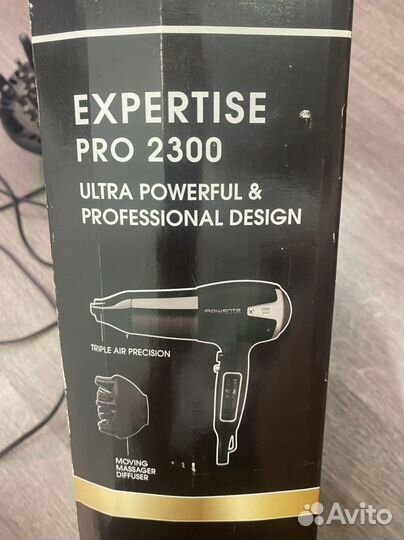 EXPERTISE
PRO 2300
ULTRA POWERFUL &
PROFESSIONAL DESIGN
Rowenta
TRIPLE AIR PRECISION
MOVING
MASSAGER
DIFFUSER
Avito